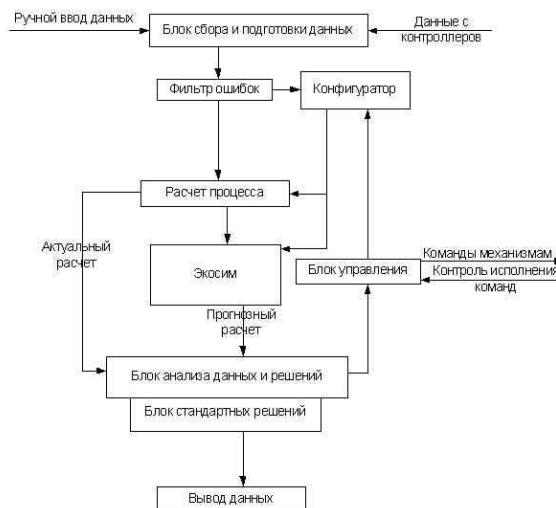 Ручной ввод данных
Блок сбора и подготовки данных
Данные с
контроллеров
Фильтр ошибок
Конфигуратор
Расчет процесса
Актуальный
расчет
Экосим
Блок управления
Команды механизмам
Контроль исполнения
команд
Прогнозный
расчет
Блок анализа данных и решений
Блок стандартных решений
Вывод данных